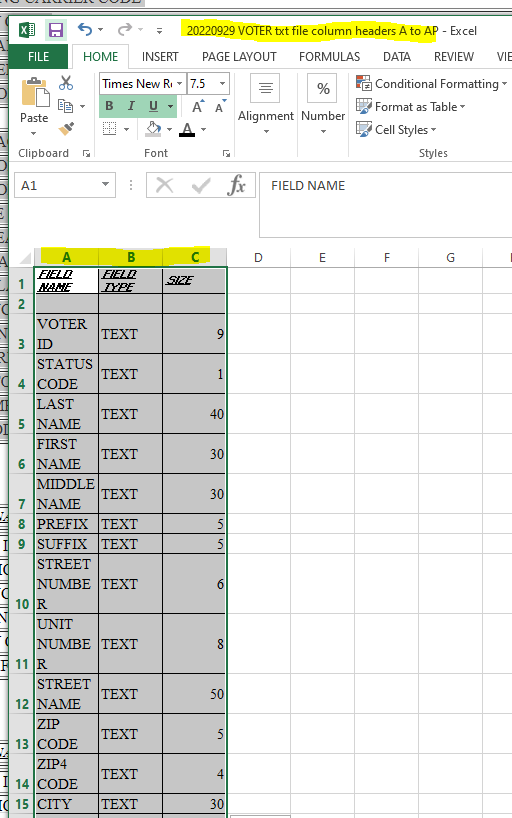 NG CARRIER CODE
20220929 VOTER txt file column headers A to AP - Excel
FILE HOME INSERT PAGE LAYOUT FORMULAS DATA REVIEW VIE
Paste
Times New R 7.5
B I U A A
A
Alignment
%
Number
Conditional Formatting
Format as Table
Cell Styles
Clipboard Font Styles
A1 fx FIELD NAME
A B C D E F G
1 FIELD NAME FIELD TYPE SIZE
2
3 VOTER ID TEXT 9
4 STATUS CODE TEXT 1
5 LAST NAME TEXT 40
6 FIRST NAME TEXT 30
7 MIDDLE NAME TEXT 30
8 PREFIX TEXT 5
9 SUFFIX TEXT 5
10 STREET NUMBER TEXT 6
11 UNIT NUMBER TEXT 8
12 STREET NAME TEXT 50
13 ZIP CODE TEXT 5
14 ZIP4 CODE TEXT 4
15 CITY TEXT 30